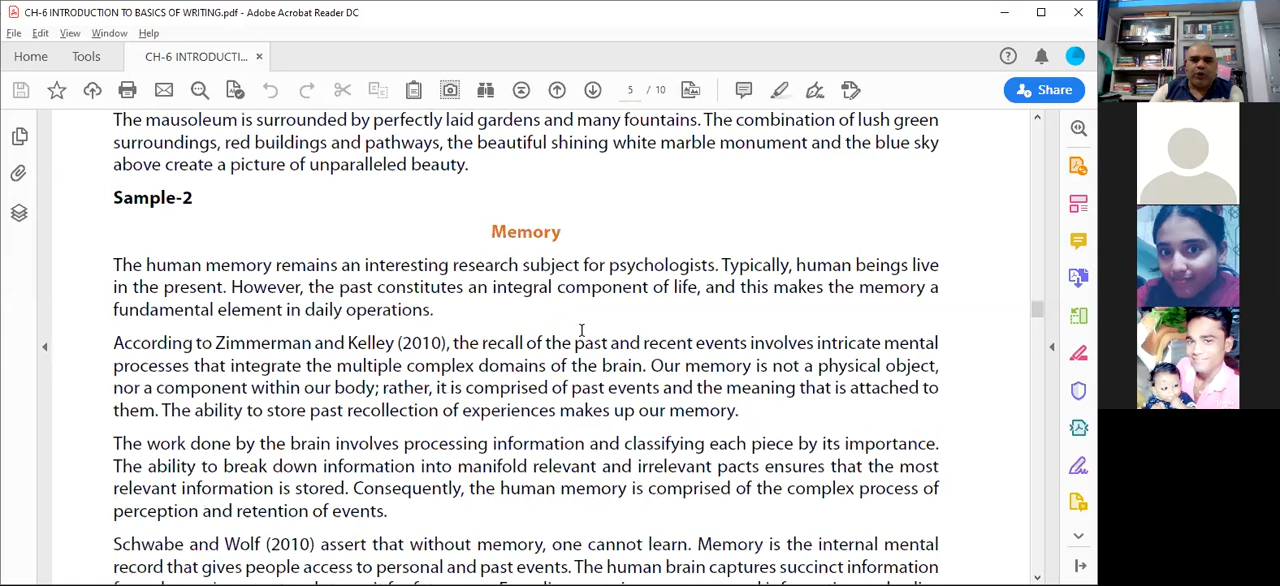 CH-6 INTRODUCTION TO BASICS OF WRITING.pdf - Adobe Acrobat Reader DC
File Edit View Window Help
Home Tools CH-6 INTRODUCTI... ×
5 / 10 Share
The mausoleum is surrounded by perfectly laid gardens and many fountains. The combination of lush green
surroundings, red buildings and pathways, the beautiful shining white marble monument and the blue sky
above create a picture of unparalleled beauty.
Sample-2
Memory
The human memory remains an interesting research subject for psychologists. Typically, human beings live
in the present. However, the past constitutes an integral component of life, and this makes the memory a
fundamental element in daily operations.
According to Zimmerman and Kelley (2010), the recall of the past and recent events involves intricate mental
processes that integrate the multiple complex domains of the brain. Our memory is not a physical object,
nor a component within our body; rather, it is comprised of past events and the meaning that is attached to
them. The ability to store past recollection of experiences makes up our memory.
The work done by the brain involves processing information and classifying each piece by its importance.
The ability to break down information into manifold relevant and irrelevant pacts ensures that the most
relevant information is stored. Consequently, the human memory is comprised of the complex process of
perception and retention of events.
Schwabe and Wolf (2010) assert that without memory, one cannot learn. Memory is the internal mental
record that gives people access to personal and past events. The human brain captures succinct information